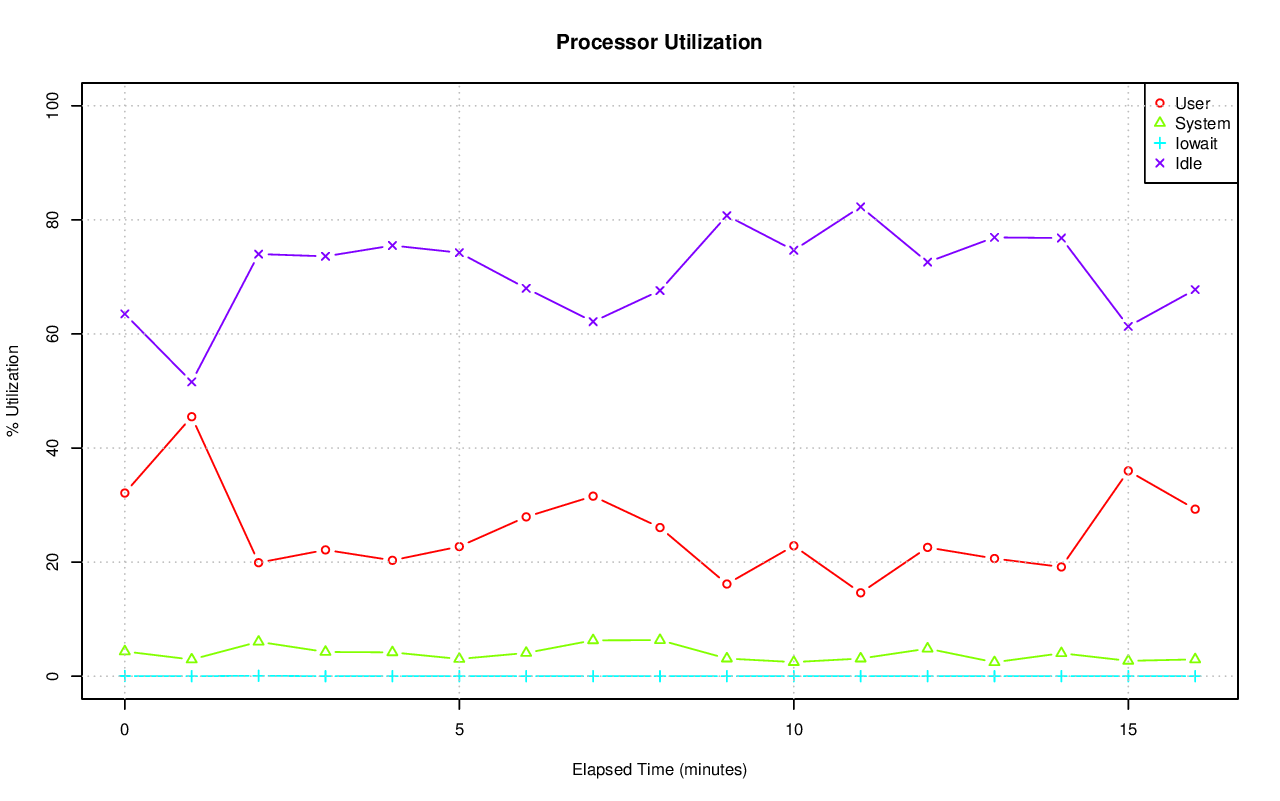 Processor Utilization
% Utilization
100
80
60
40
20
0
User
System
Iowait
Idle
0 5 10 15
Elapsed Time (minutes)